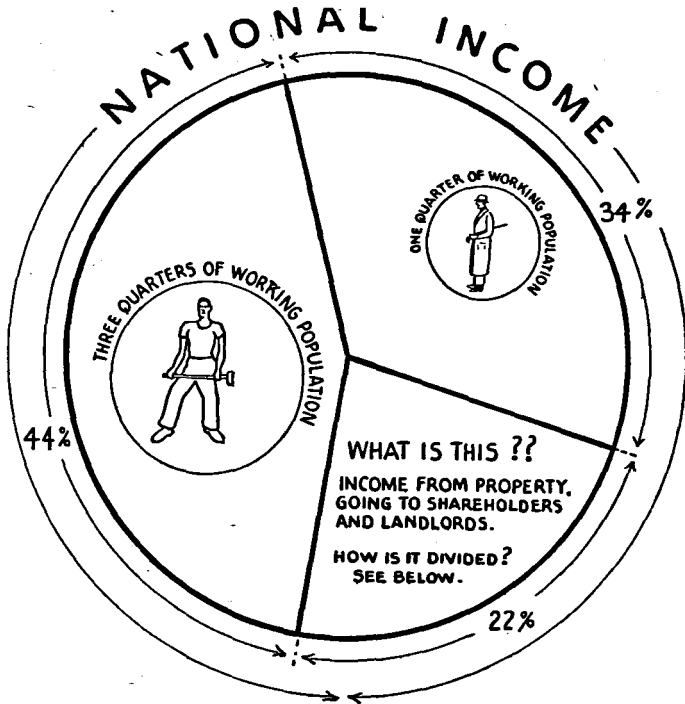 NATIONAL INCOME
ONE QUARTER OF WORKING POPULATION
34%
THREE QUARTERS OF WORKING POPULATION
44%
WHAT IS THIS ??
INCOME FROM PROPERTY,
GOING TO SHAREHOLDERS
AND LANDLORDS.
HOW IS IT DIVIDED?
SEE BELOW.
22%